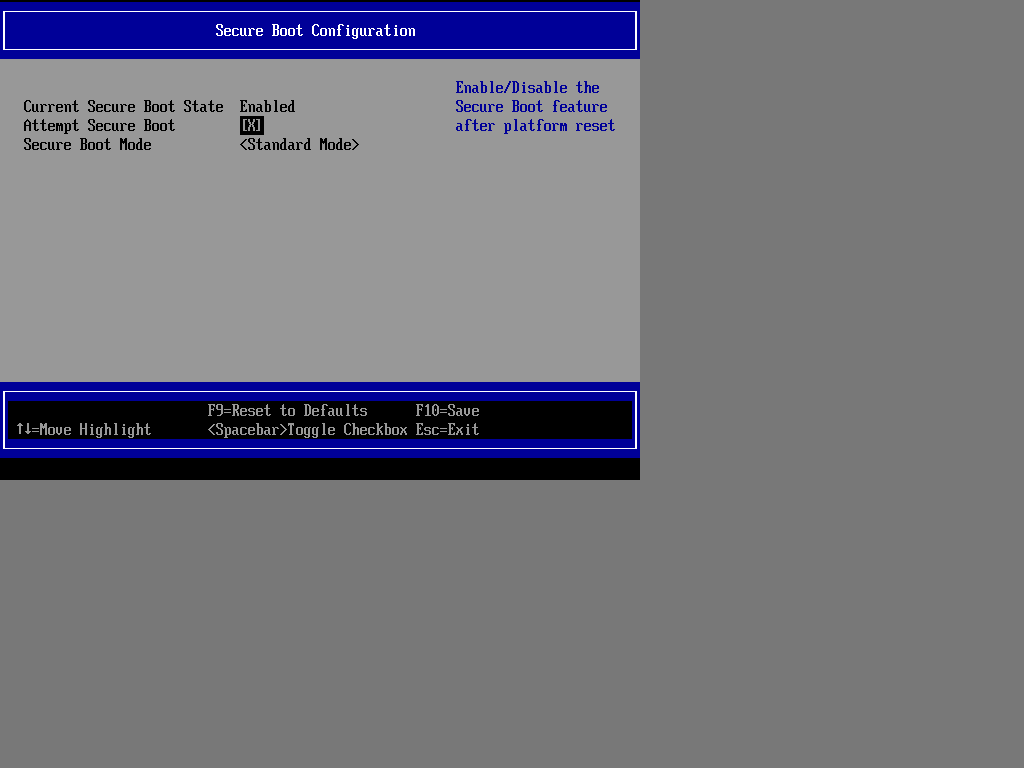 Secure Boot Configuration
Enable/Disable the
Current Secure Boot State Enabled Secure Boot feature
Attempt Secure Boot [X] after platform reset
Secure Boot Mode <Standard Mode>
F9=Reset to Defaults F10=Save
↑↓=Move Highlight <Spacebar>Toggle Checkbox Esc=Exit